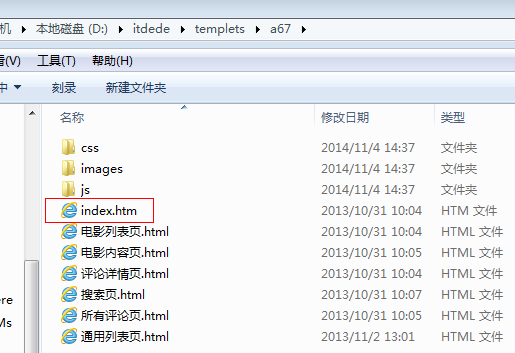 机 ▸ 本地磁盘 (D:) ▸ itdede ▸ templets ▸ a67 ▸
看(V) 工具(T) 帮助(H)
中 ▼ 刻录 新建文件夹
名称 修改日期 类型
css 2014/11/4 14:37 文件夹
images 2014/11/4 14:37 文件夹
js 2014/11/4 14:37 文件夹
index.htm 2013/10/31 10:04 HTM 文件
电影列表页.html 2013/10/31 10:04 HTML 文件
电影内容页.html 2013/10/31 10:05 HTML 文件
评论详情页.html 2013/10/31 10:04 HTML 文件
搜索页.html 2013/10/31 10:07 HTML 文件
ere 所有评论页.html 2013/10/31 10:05 HTML 文件
Ms 通用列表页.html 2013/11/2 13:01 HTML 文件